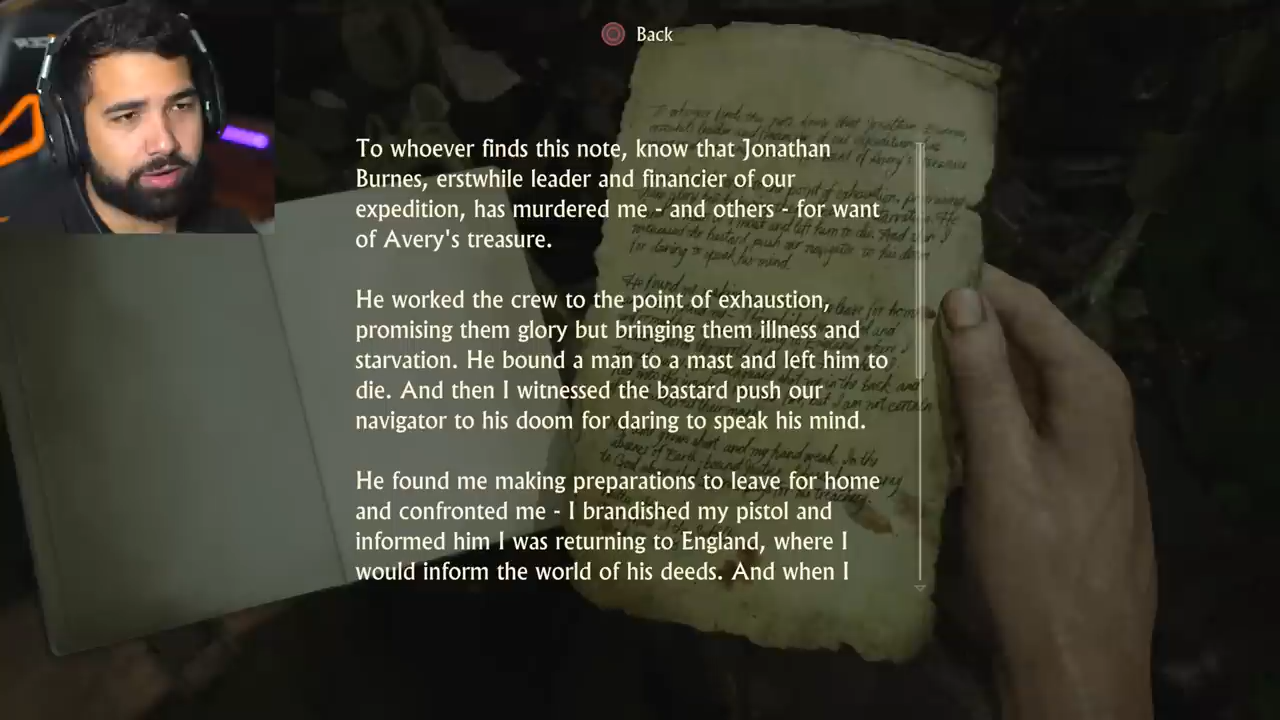 Back
To whoever finds this note, know that Jonathan
Burnes, erstwhile leader and financier of our
expedition, has murdered me - and others - for want
of Avery's treasure.
He worked the crew to the point of exhaustion,
promising them glory but bringing them illness and
starvation. He bound a man to a mast and left him to
die. And then I witnessed the bastard push our
navigator to his doom for daring to speak his mind.
He found me making preparations to leave for home
and confronted me - I brandished my pistol and
informed him I was returning to England, where I
would inform the world of his deeds. And when I